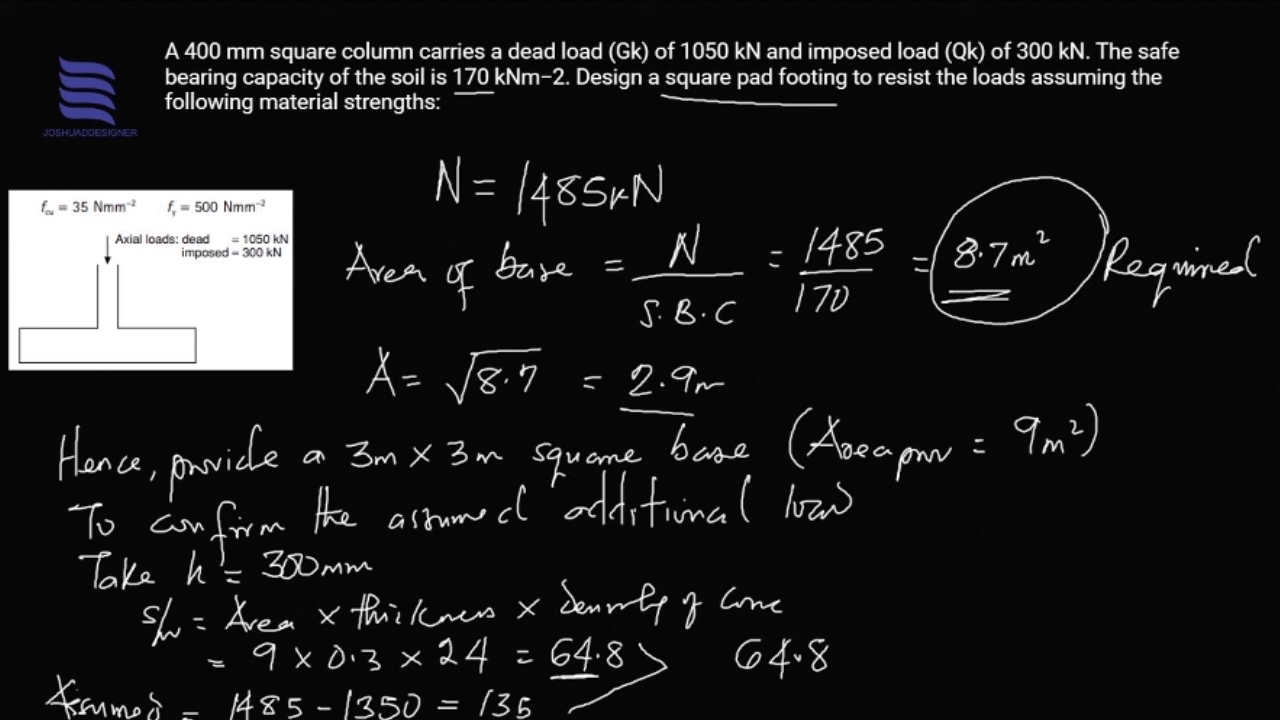 A 400 mm square column carries a dead load (Gk) of 1050 kN and imposed load (Qk) of 300 kN. The safe
bearing capacity of the soil is 170 kNm−2. Design a square pad footing to resist the loads assuming the
following material strengths:
JOSHUADDESIGNER
fcu = 35 Nmm−2 fy = 500 Nmm−2
Axial loads: dead = 1050 kN
imposed = 300 kN
N = 1485kN
Area of base = N / S.B.C = 1485 / 170 = 8.7m² Required
A = √8.7 = 2.9m
Hence, provide a 3m × 3m square base (Area prov = 9m²)
To confirm the assumed additional load
Take h = 300mm
S/w = Area × thickness × Density of conc
= 9 × 0.3 × 24 = 64.8 64.8
Assumed = 1485 - 1350 = 135